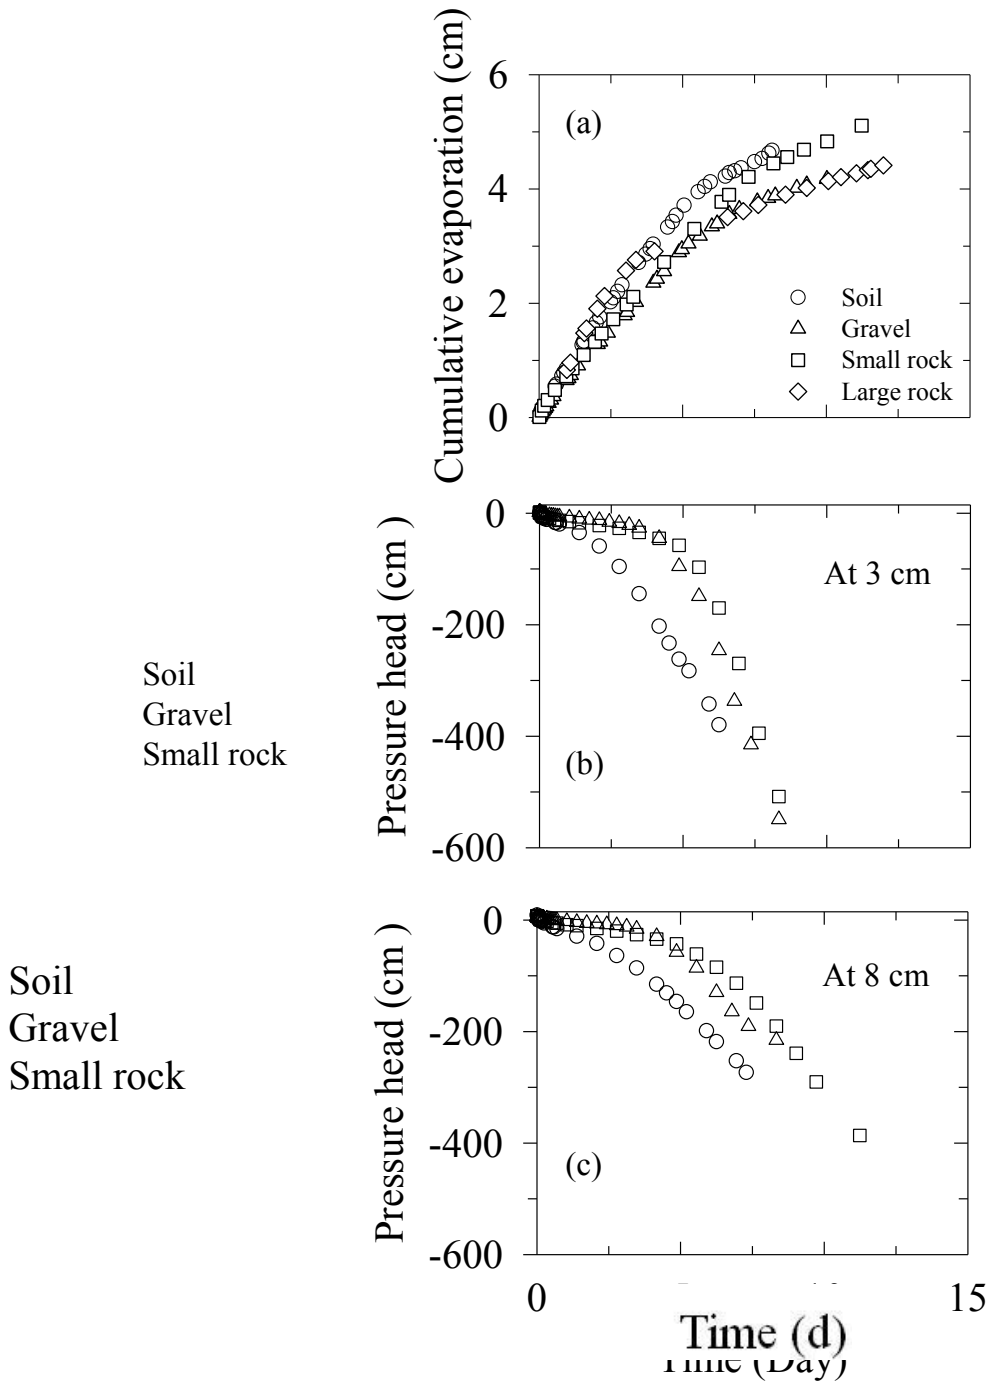 Cumulative evaporation (cm)
6
4
2
0
(a)
Soil
Gravel
Small rock
Large rock
Pressure head (cm )
0
-200
-400
-600
At 3 cm
(b)
Soil
Gravel
Small rock
Pressure head (cm )
0
-200
-400
-600
At 8 cm
(c)
Soil
Gravel
Small rock
0 15
Time (d)
Time (Day)